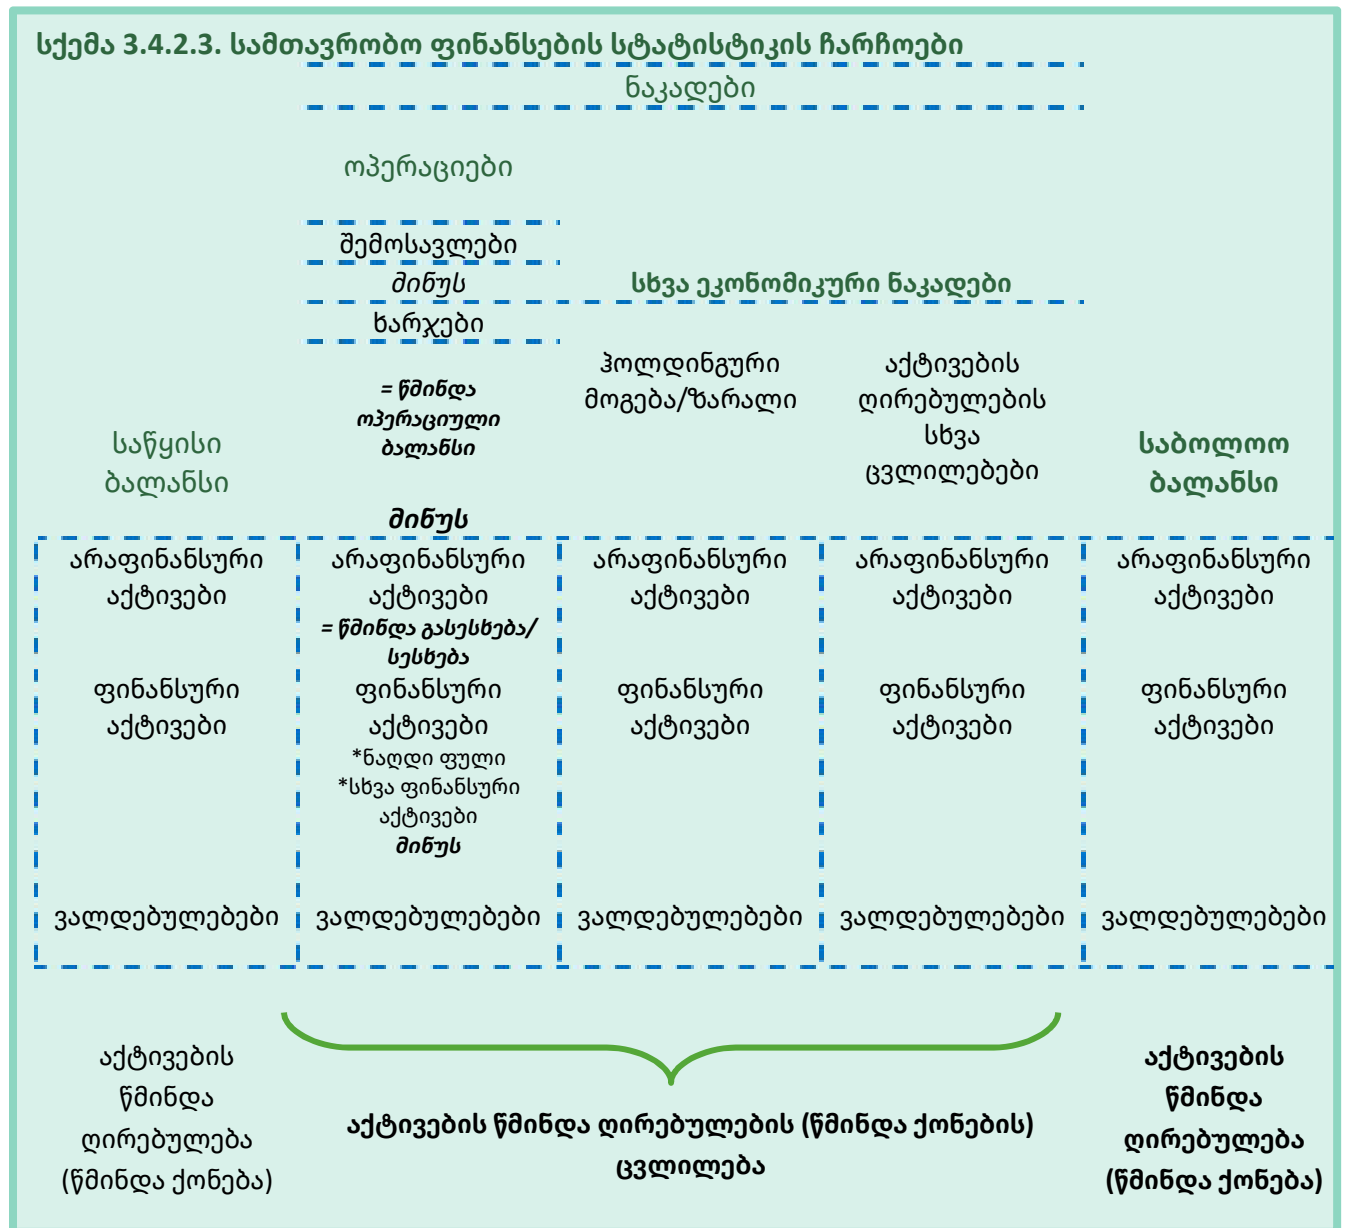 სქემა 3.4.2.3. სამთავრობო ფინანსების სტატისტიკის ჩარჩოები
ნაკადები
ოპერაციები
შემოსავლები
მინუს
სხვა ეკონომიკური ნაკადები
ხარჯები
= წმინდა
ოპერაციული
ბალანსი
მინუს
ჰოლდინგური
მოგება/ზარალი
აქტივების
ღირებულების
სხვა
ცვლილებები
საწყისი
ბალანსი
საბოლოო
ბალანსი
არაფინანსური
აქტივები
ფინანსური
აქტივები
ვალდებულებები
არაფინანსური
აქტივები
= წმინდა გასესხება/
სესხება
ფინანსური
აქტივები
*ნაღდი ფული
*სხვა ფინანსური
აქტივები
მინუს
ვალდებულებები
არაფინანსური
აქტივები
ფინანსური
აქტივები
ვალდებულებები
არაფინანსური
აქტივები
ფინანსური
აქტივები
ვალდებულებები
არაფინანსური
აქტივები
ფინანსური
აქტივები
ვალდებულებები
აქტივების
წმინდა
ღირებულება
(წმინდა ქონება)
აქტივების წმინდა ღირებულების (წმინდა ქონების)
ცვლილება
აქტივების
წმინდა
ღირებულება
(წმინდა ქონება)